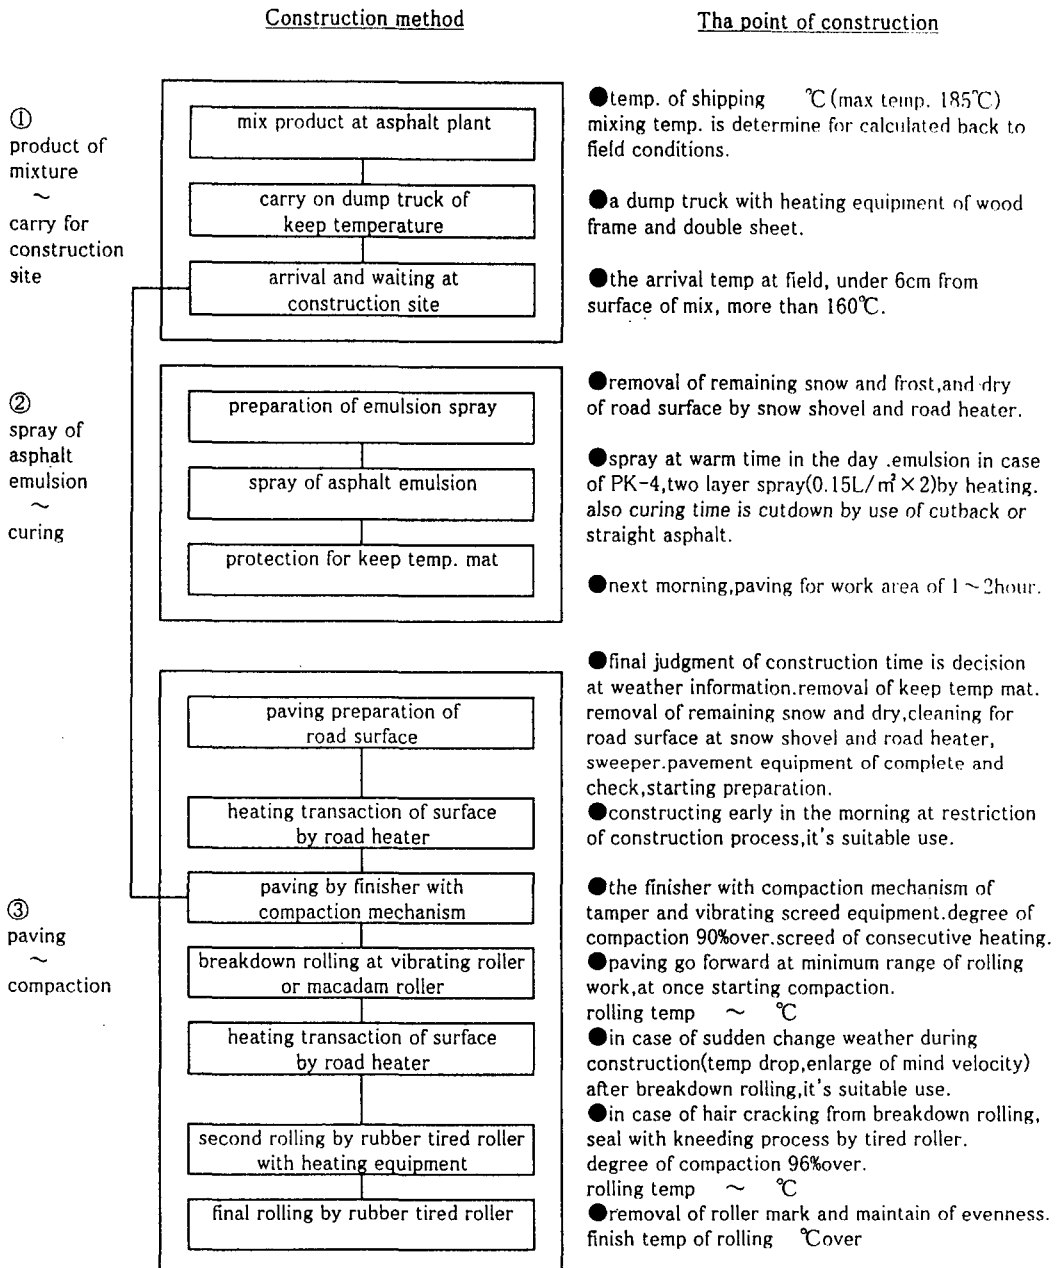 Construction method
Tha point of construction
①
product of
mixture
～
carry for
construction
site
mix product at asphalt plant
carry on dump truck of
keep temperature
arrival and waiting at
construction site
●temp. of shipping ℃(max temp. 185℃)
mixing temp. is determine for calculated back to
field conditions.
●a dump truck with heating equipment of wood
frame and double sheet.
●the arrival temp at field, under 6cm from
surface of mix, more than 160℃.
②
spray of
asphalt
emulsion
～
curing
preparation of emulsion spray
spray of asphalt emulsion
protection for keep temp. mat
●removal of remaining snow and frost,and dry
of road surface by snow shovel and road heater.
●spray at warm time in the day .emulsion in case
of PK-4,two layer spray(0.15L/㎡×2)by heating.
also curing time is cutdown by use of cutback or
straight asphalt.
●next morning,paving for work area of 1～2hour.
③
paving
～
compaction
paving preparation of
road surface
heating transaction of surface
by road heater
paving by finisher with
compaction mechanism
breakdown rolling at vibrating roller
or macadam roller
heating transaction of surface
by road heater
second rolling by rubber tired roller
with heating equipment
final rolling by rubber tired roller
●final judgment of construction time is decision
at weather information.removal of keep temp mat.
removal of remaining snow and dry,cleaning for
road surface at snow shovel and road heater,
sweeper.pavement equipment of complete and
check,starting preparation.
●constructing early in the morning at restriction
of construction process,it's suitable use.
●the finisher with compaction mechanism of
tamper and vibrating screed equipment.degree of
compaction 90%over.screed of consecutive heating.
●paving go forward at minimum range of rolling
work,at once starting compaction.
rolling temp ～ ℃
●in case of sudden change weather during
construction(temp drop,enlarge of mind velocity)
after breakdown rolling,it's suitable use.
●in case of hair cracking from breakdown rolling,
seal with kneeding process by tired roller.
degree of compaction 96%over.
rolling temp ～ ℃
●removal of roller mark and maintain of evenness.
finish temp of rolling ℃over